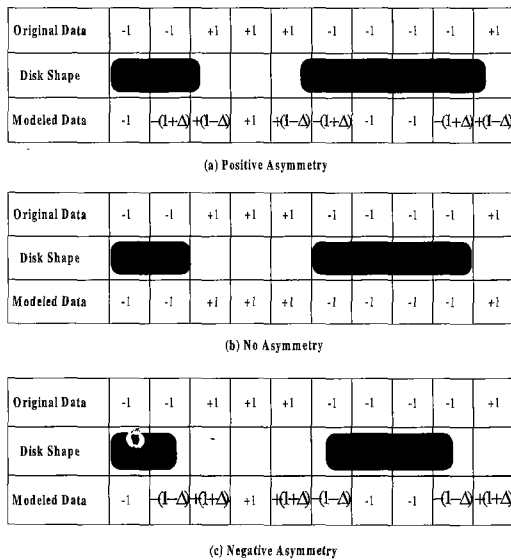 Original Data -1 -1 +1 +1 +1 -1 -1 -1 -1 +1
Disk Shape
Modeled Data -1 -(1+Δ) +(1-Δ) +1 +(1-Δ) -(1+Δ) -1 -1 -(1+Δ) +(1-Δ)
(a) Positive Asymmetry
Original Data -1 -1 +1 +1 +1 -1 -1 -1 -1 +1
Disk Shape
Modeled Data -1 -1 +1 +1 +1 -1 -1 -1 -1 +1
(b) No Asymmetry
Original Data -1 -1 +1 +1 +1 -1 -1 -1 -1 +1
Disk Shape
Modeled Data -1 -(1-Δ) +(1+Δ) +1 +(1+Δ) -(1-Δ) -1 -1 -(1-Δ) +(1+Δ)
(c) Negative Asymmetry